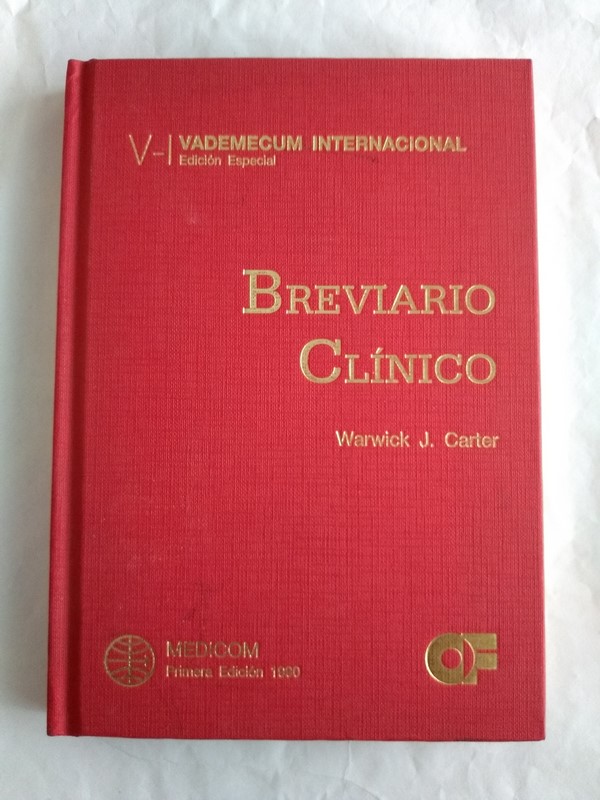 V-I VADEMECUM INTERNACIONAL
Edición Especial
BREVIARIO
CLÍNICO
Warwick J. Carter
MEDICOM
Primera Edición 1990